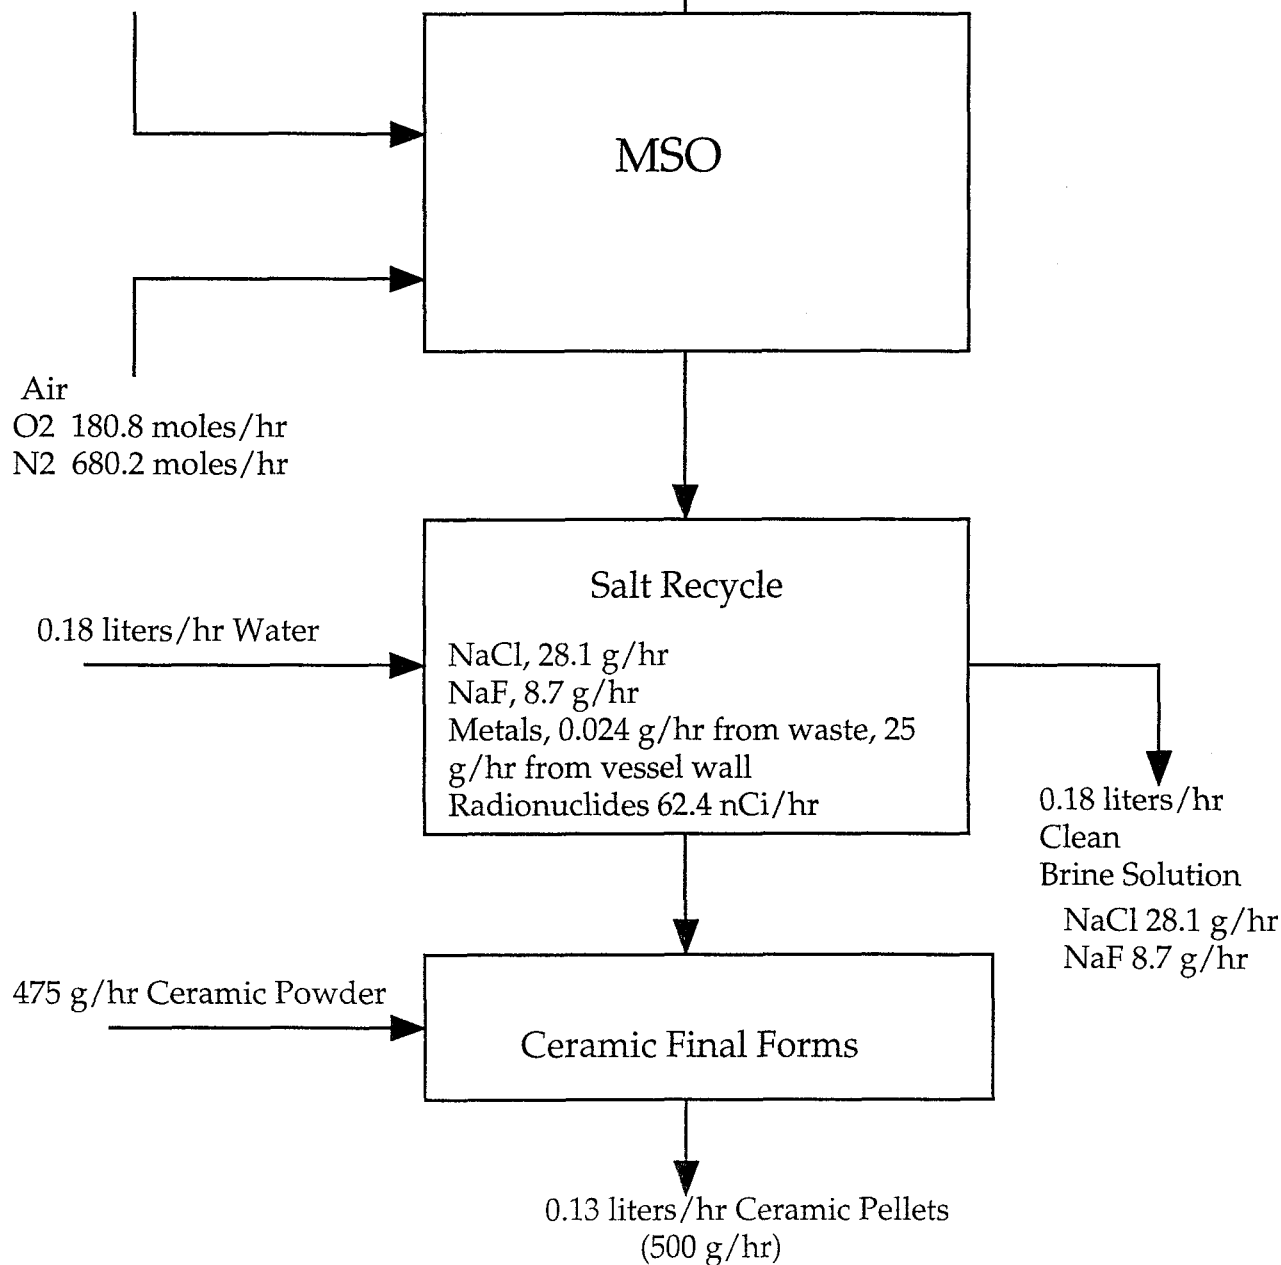 MSO
Air
O2 180.8 moles/hr
N2 680.2 moles/hr
Salt Recycle
0.18 liters/hr Water
NaCl, 28.1 g/hr
NaF, 8.7 g/hr
Metals, 0.024 g/hr from waste, 25
g/hr from vessel wall
Radionuclides 62.4 nCi/hr
0.18 liters/hr
Clean
Brine Solution
NaCl 28.1 g/hr
NaF 8.7 g/hr
475 g/hr Ceramic Powder
Ceramic Final Forms
0.13 liters/hr Ceramic Pellets
(500 g/hr)